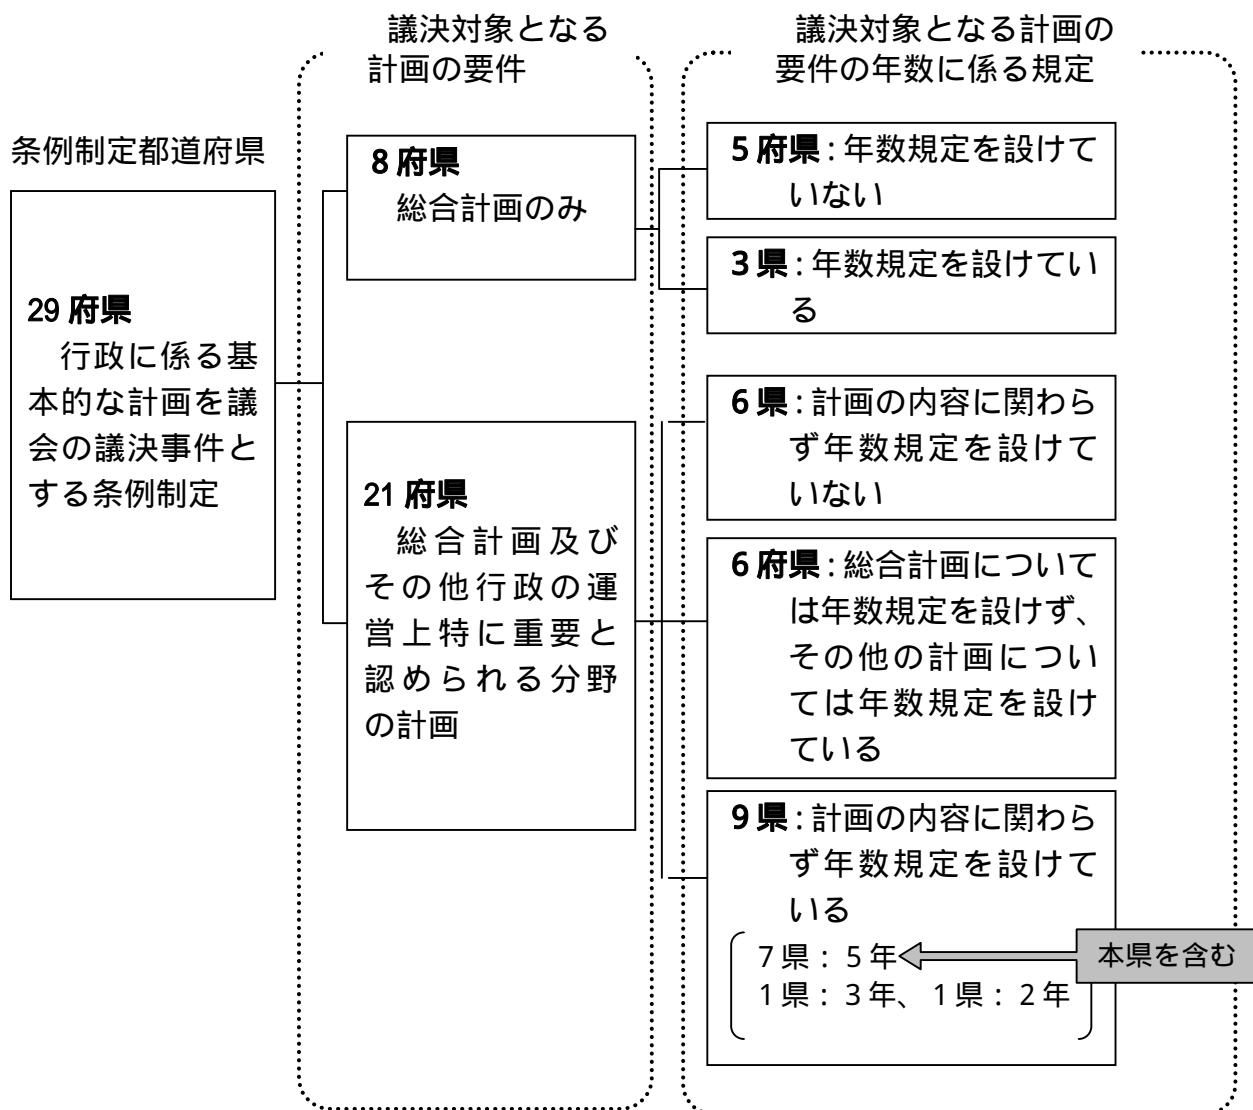 議決対象となる
計画の要件
議決対象となる計画の
要件の年数に係る規定
条例制定都道府県
29 府県
行政に係る基
本的な計画を議
会の議決事件と
する条例制定
8 府県
総合計画のみ
21 府県
総合計画及び
その他行政の運
営上特に重要と
認められる分野
の計画
5 府県：年数規定を設けて
いない
3 県：年数規定を設けてい
る
6 県：計画の内容に関わら
ず年数規定を設けて
いない
6 府県：総合計画について
は年数規定を設けず、
その他の計画につい
ては年数規定を設け
ている
9 県：計画の内容に関わら
ず年数規定を設けて
いる
7 県：5 年
1 県：3 年、1 県：2 年
本県を含む